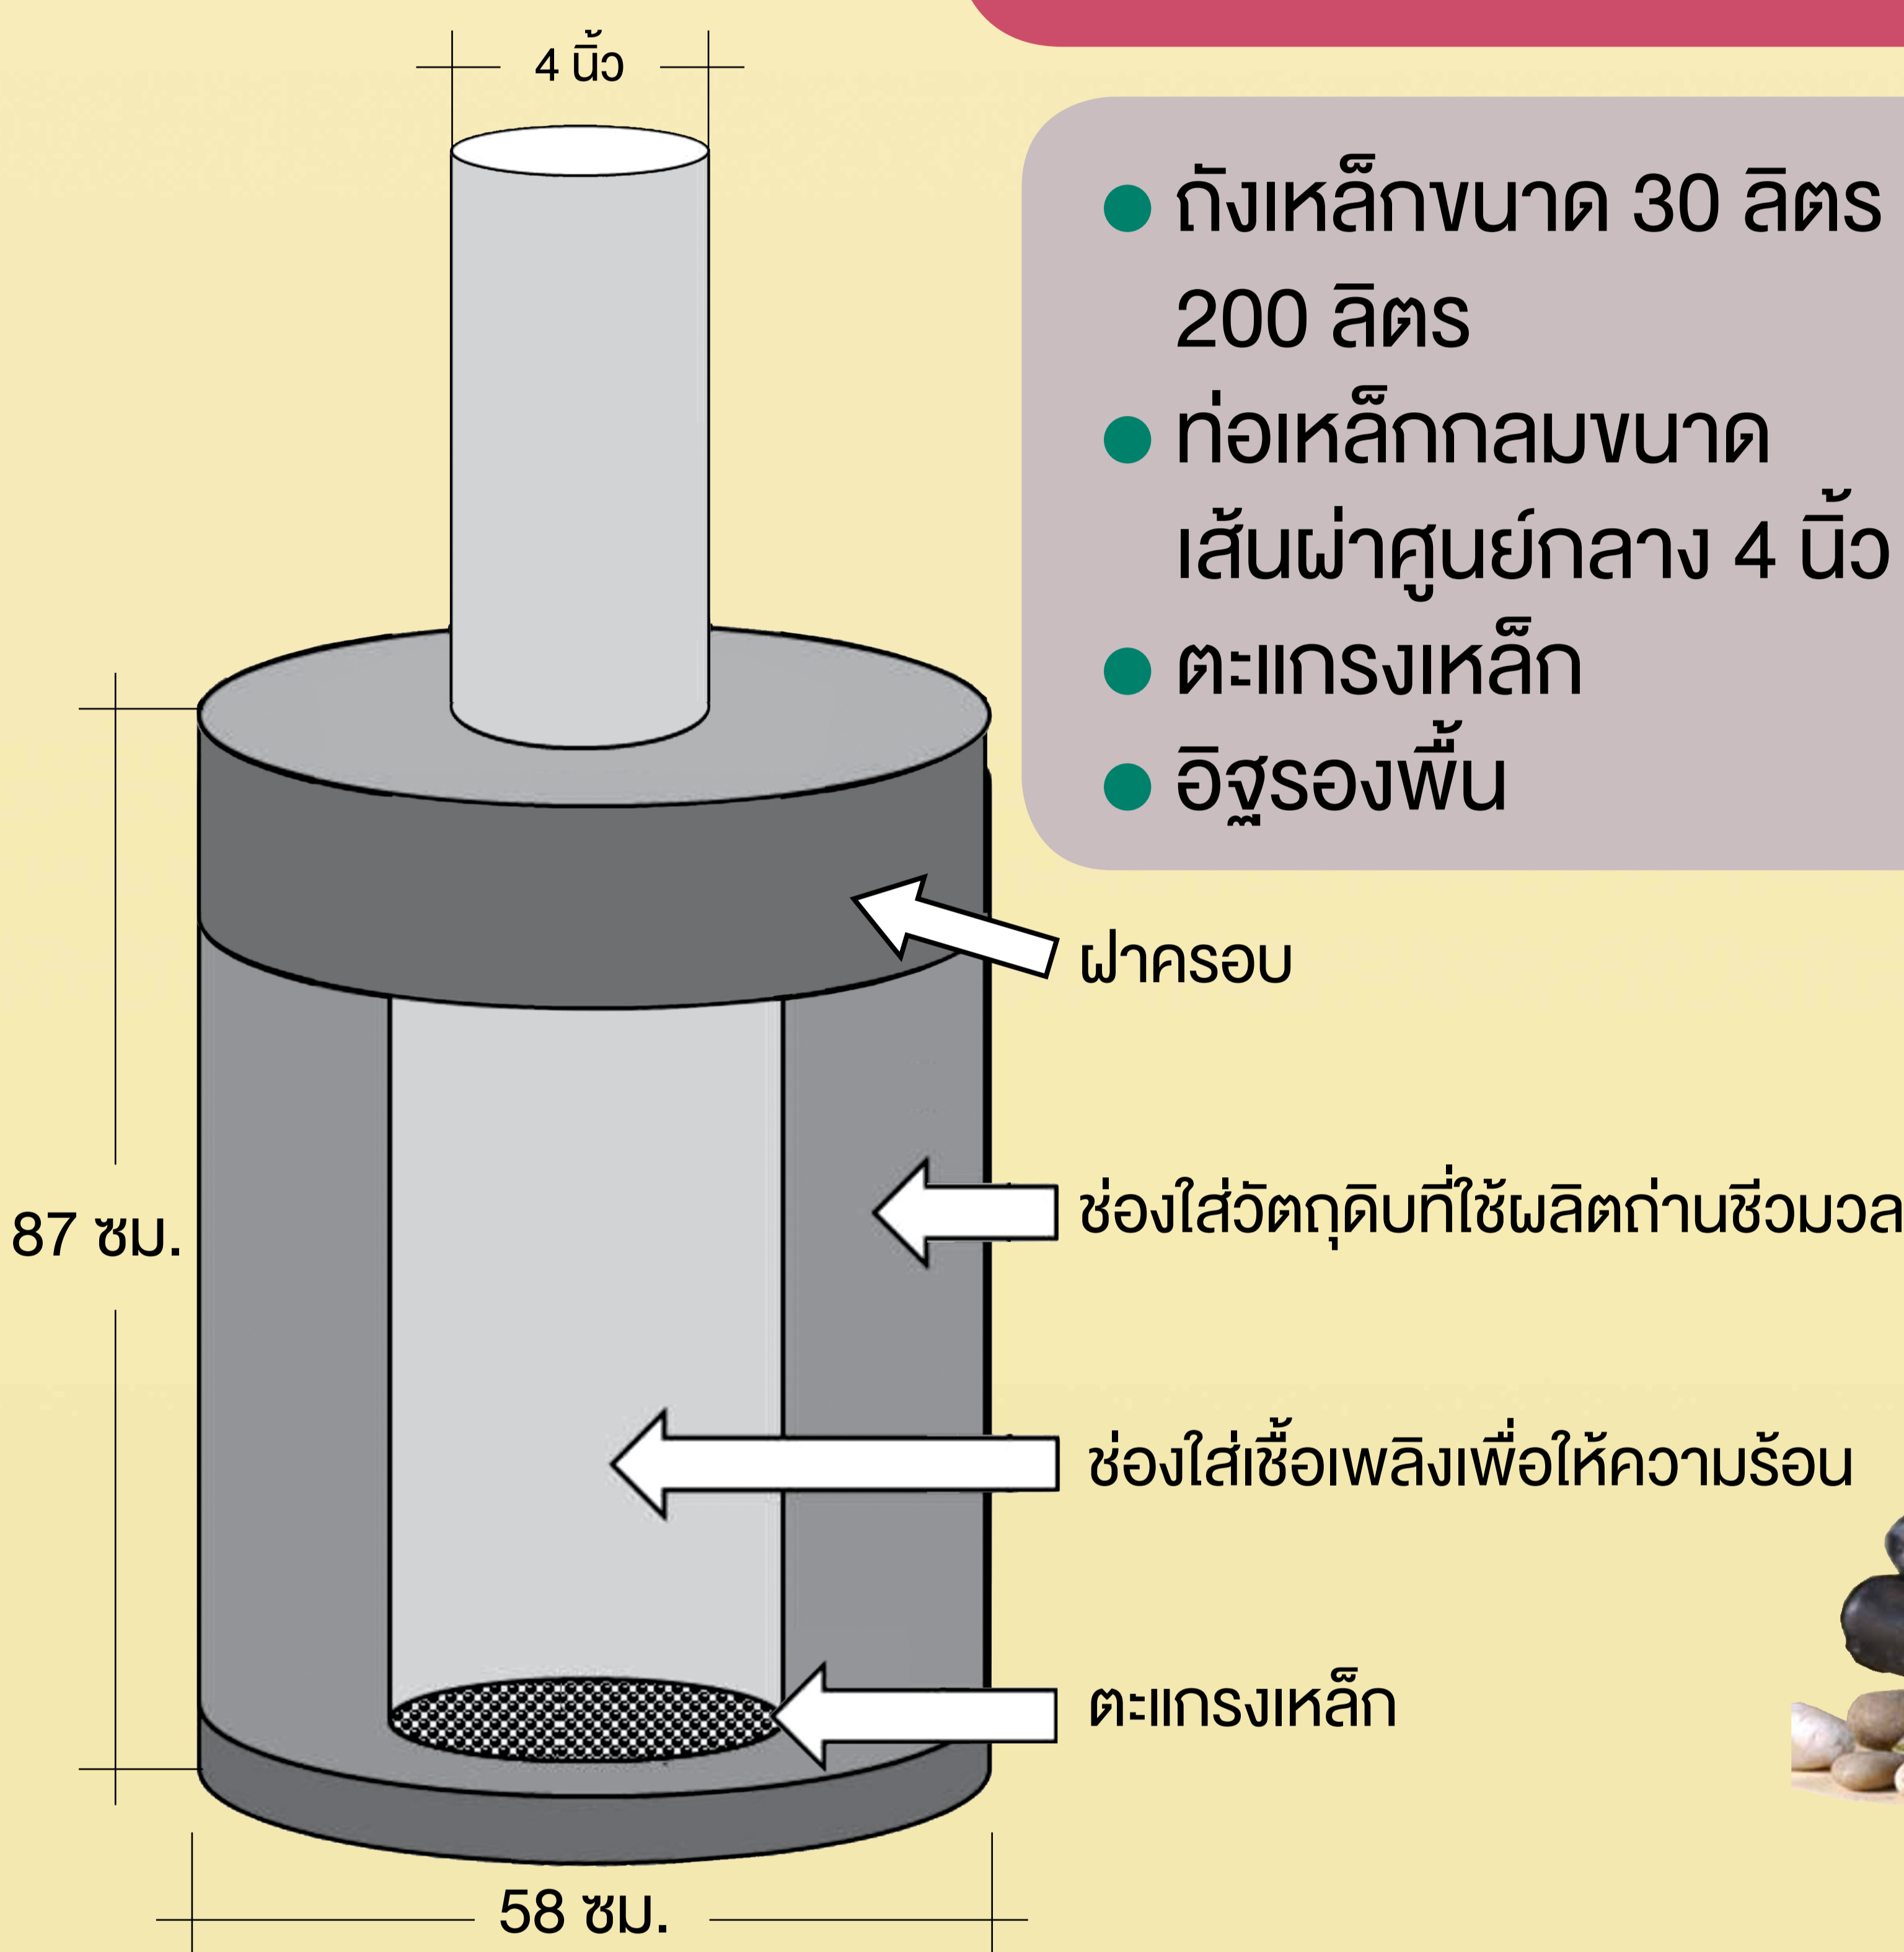 4 นิ้ว
ถังเหล็กขนาด 30 ลิตร
200 ลิตร
ท่อเหล็กกลมขนาด
เส้นผ่าศูนย์กลาง 4 นิ้ว
ตะแกรงเหล็ก
อิฐรองพื้น
ฝาครอบ
ช่องใส่วัตถุดิบที่ใช้ผลิตถ่านชีวมวล
87 ซม.
ช่องใส่เชื้อเพลิงเพื่อให้ความร้อน
ตะแกรงเหล็ก
58 ซม.